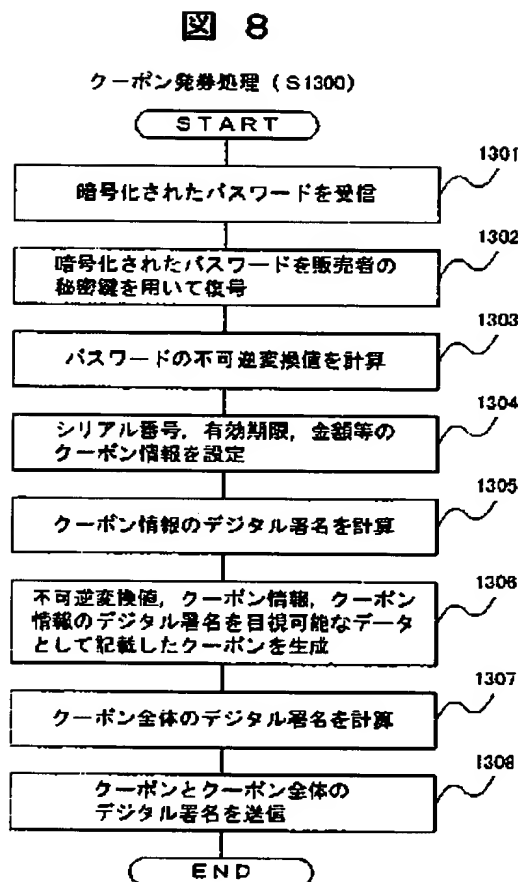 図 8
クーポン発券処理（S1300）
START
1301
暗号化されたパスワードを受信
1302
暗号化されたパスワードを販売者の
秘密鍵を用いて復号
1303
パスワードの不可逆変換値を計算
1304
シリアル番号，有効期限，金額等の
クーポン情報を設定
1305
クーポン情報のデジタル署名を計算
1306
不可逆変換値，クーポン情報，クーポン
情報のデジタル署名を目視可能なデータ
として記載したクーポンを生成
1307
クーポン全体のデジタル署名を計算
1308
クーポンとクーポン全体の
デジタル署名を送信
END